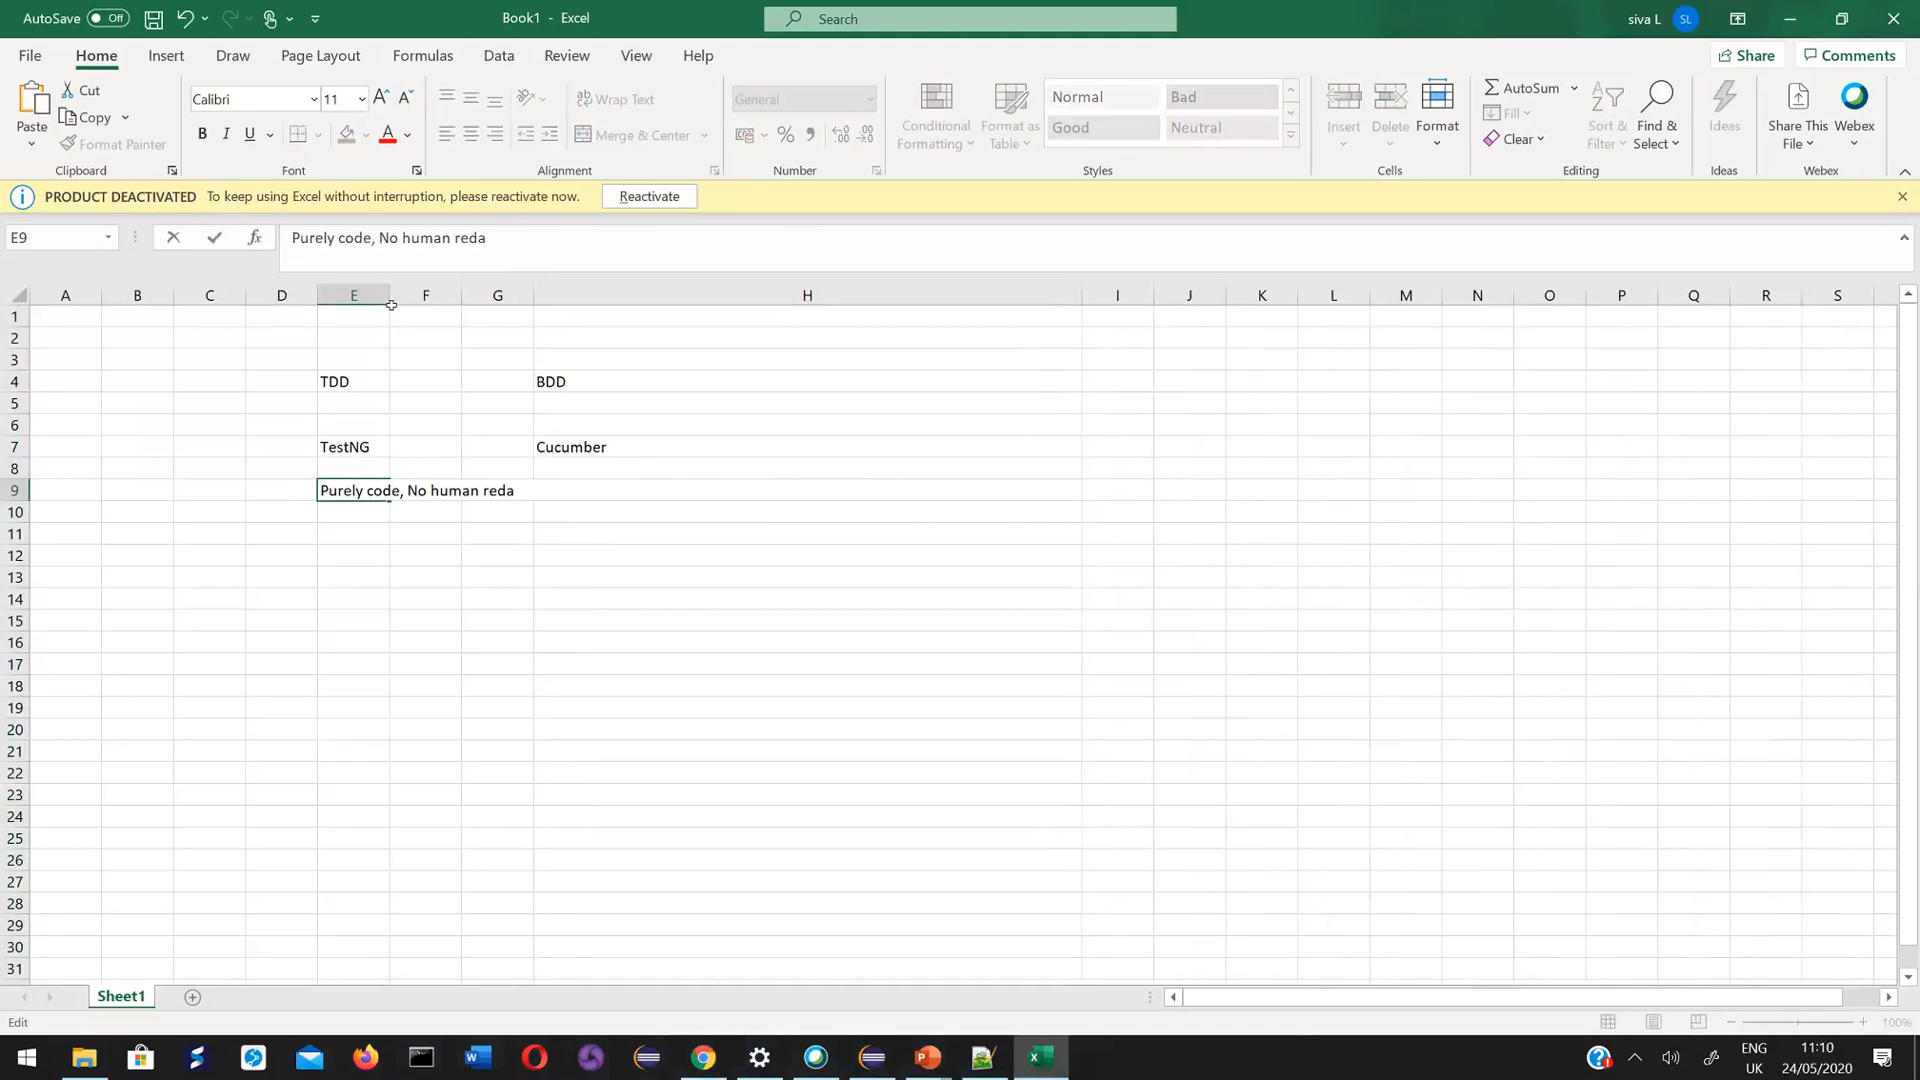 AutoSave Off Book1 - Excel Search siva L SL
File Home Insert Draw Page Layout Formulas Data Review View Help Share Comments
Paste Cut Copy Format Painter Clipboard
Calibri 11 A A B I U A Font
Wrap Text Merge & Center Alignment
General % , Number
Conditional Formatting Format as Table Normal Bad Good Neutral Styles
Insert Delete Format Cells
AutoSum Fill Clear Sort & Filter Find & Select Editing
Ideas Ideas
Share This File Webex Webex
PRODUCT DEACTIVATED To keep using Excel without interruption, please reactivate now. Reactivate
E9 fx Purely code, No human reda
A B C D E F G H I J K L M N O P Q R S
1
2
3
4 TDD BDD
5
6
7 TestNG Cucumber
8
9 Purely code, No human reda
10
11
12
13
14
15
16
17
18
19
20
21
22
23
24
25
26
27
28
29
30
31
Sheet1
Edit 100%
ENG 11:10
UK 24/05/2020